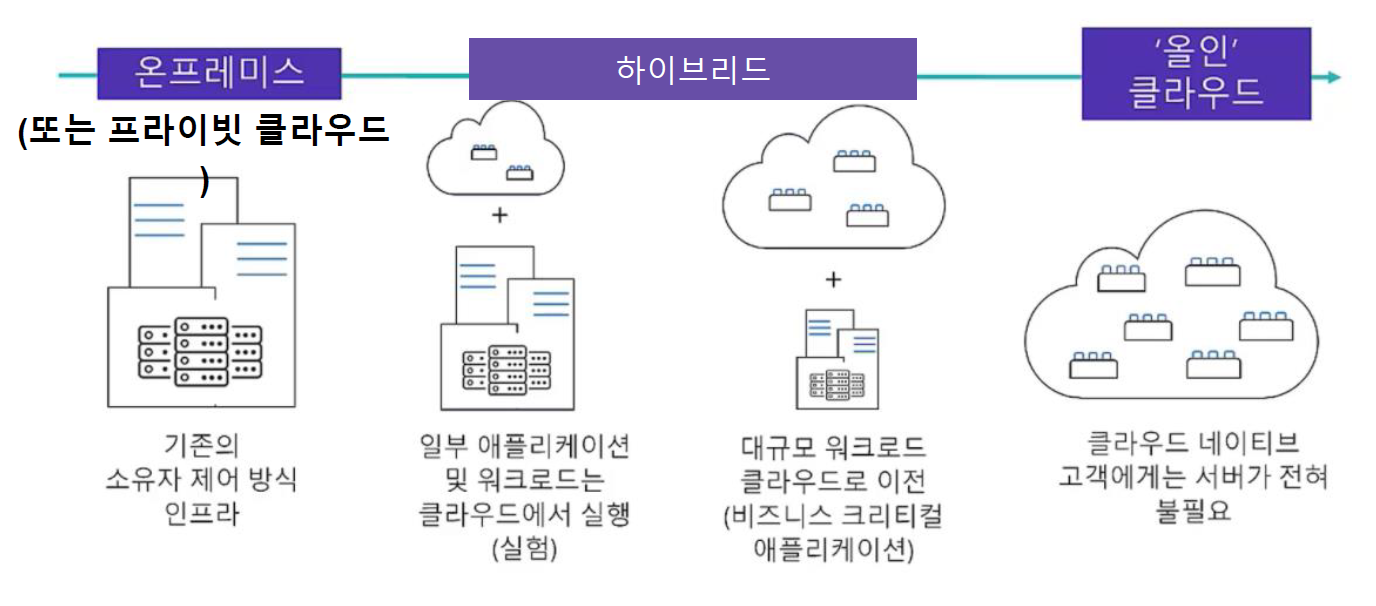 온프레미스
(또는 프라이빗 클라우드
)
하이브리드
‘올인’
클라우드
+
+
기존의
소유자 제어 방식
인프라
일부 애플리케이션
및 워크로드는
클라우드에서 실행
(실험)
대규모 워크로드
클라우드로 이전
(비즈니스 크리티컬
애플리케이션)
클라우드 네이티브
고객에게는 서버가 전혀
불필요